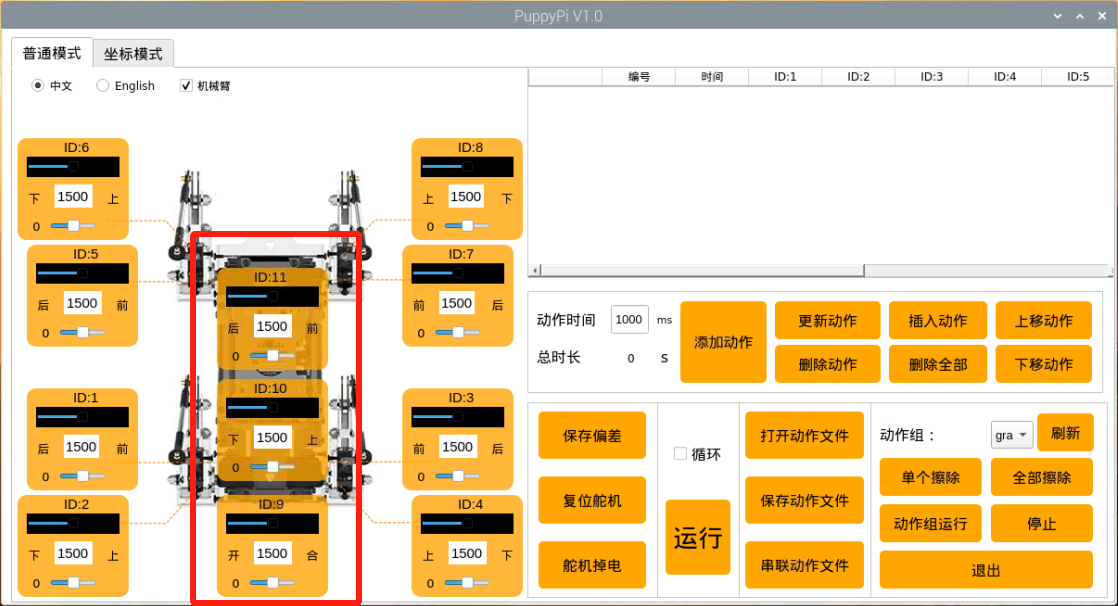 PuppyPi V1.0
普通模式 坐标模式
中文 English 机械臂
编号 时间 ID:1 ID:2 ID:3 ID:4 ID:5
ID:6
下 1500 上
0
ID:8
上 1500 下
0
ID:5
后 1500 前
0
ID:7
前 1500 后
0
ID:11
后 1500 前
0
ID:10
下 1500 上
0
ID:1
后 1500 前
0
ID:3
前 1500 后
0
ID:2
下 1500 上
0
ID:9
开 1500 合
0
ID:4
上 1500 下
0
动作时间 1000 ms
总时长 0 S
添加动作
更新动作 插入动作 上移动作
删除动作 删除全部 下移动作
保存偏差
复位舵机
舵机掉电
循环
运行
打开动作文件
保存动作文件
串联动作文件
动作组： gra 刷新
单个擦除 全部擦除
动作组运行 停止
退出